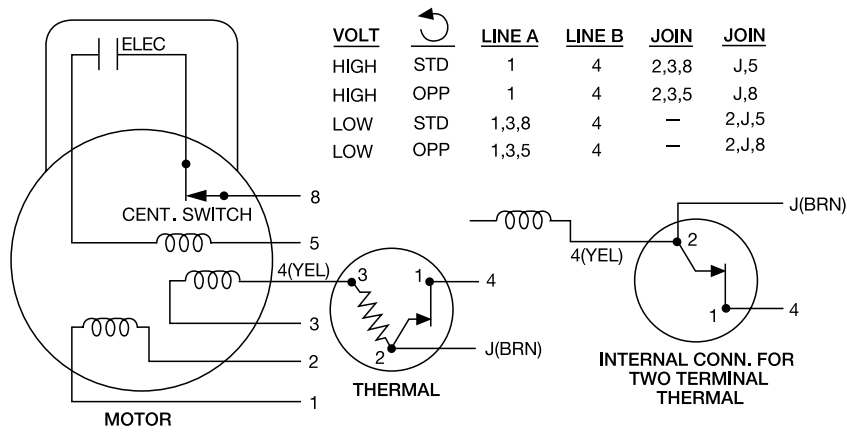 VOLT LINE A LINE B JOIN JOIN
HIGH STD 1 4 2,3,8 J,5
HIGH OPP 1 4 2,3,5 J,8
LOW STD 1,3,8 4 – 2,J,5
LOW OPP 1,3,5 4 – 2,J,8
ELEC
8
CENT. SWITCH
5
4(YEL)
3
1
4
3
2
J(BRN)
2
1
MOTOR
THERMAL
J(BRN)
2
4(YEL)
1
4
INTERNAL CONN. FOR
TWO TERMINAL
THERMAL